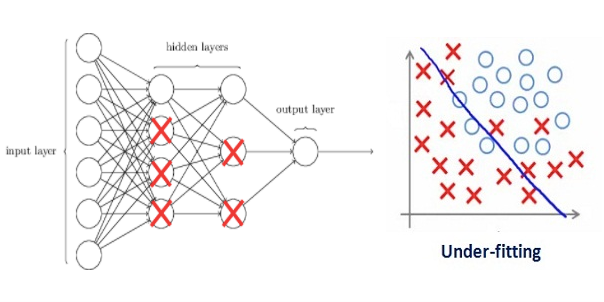 hidden layers
output layer
input layer
Under-fitting